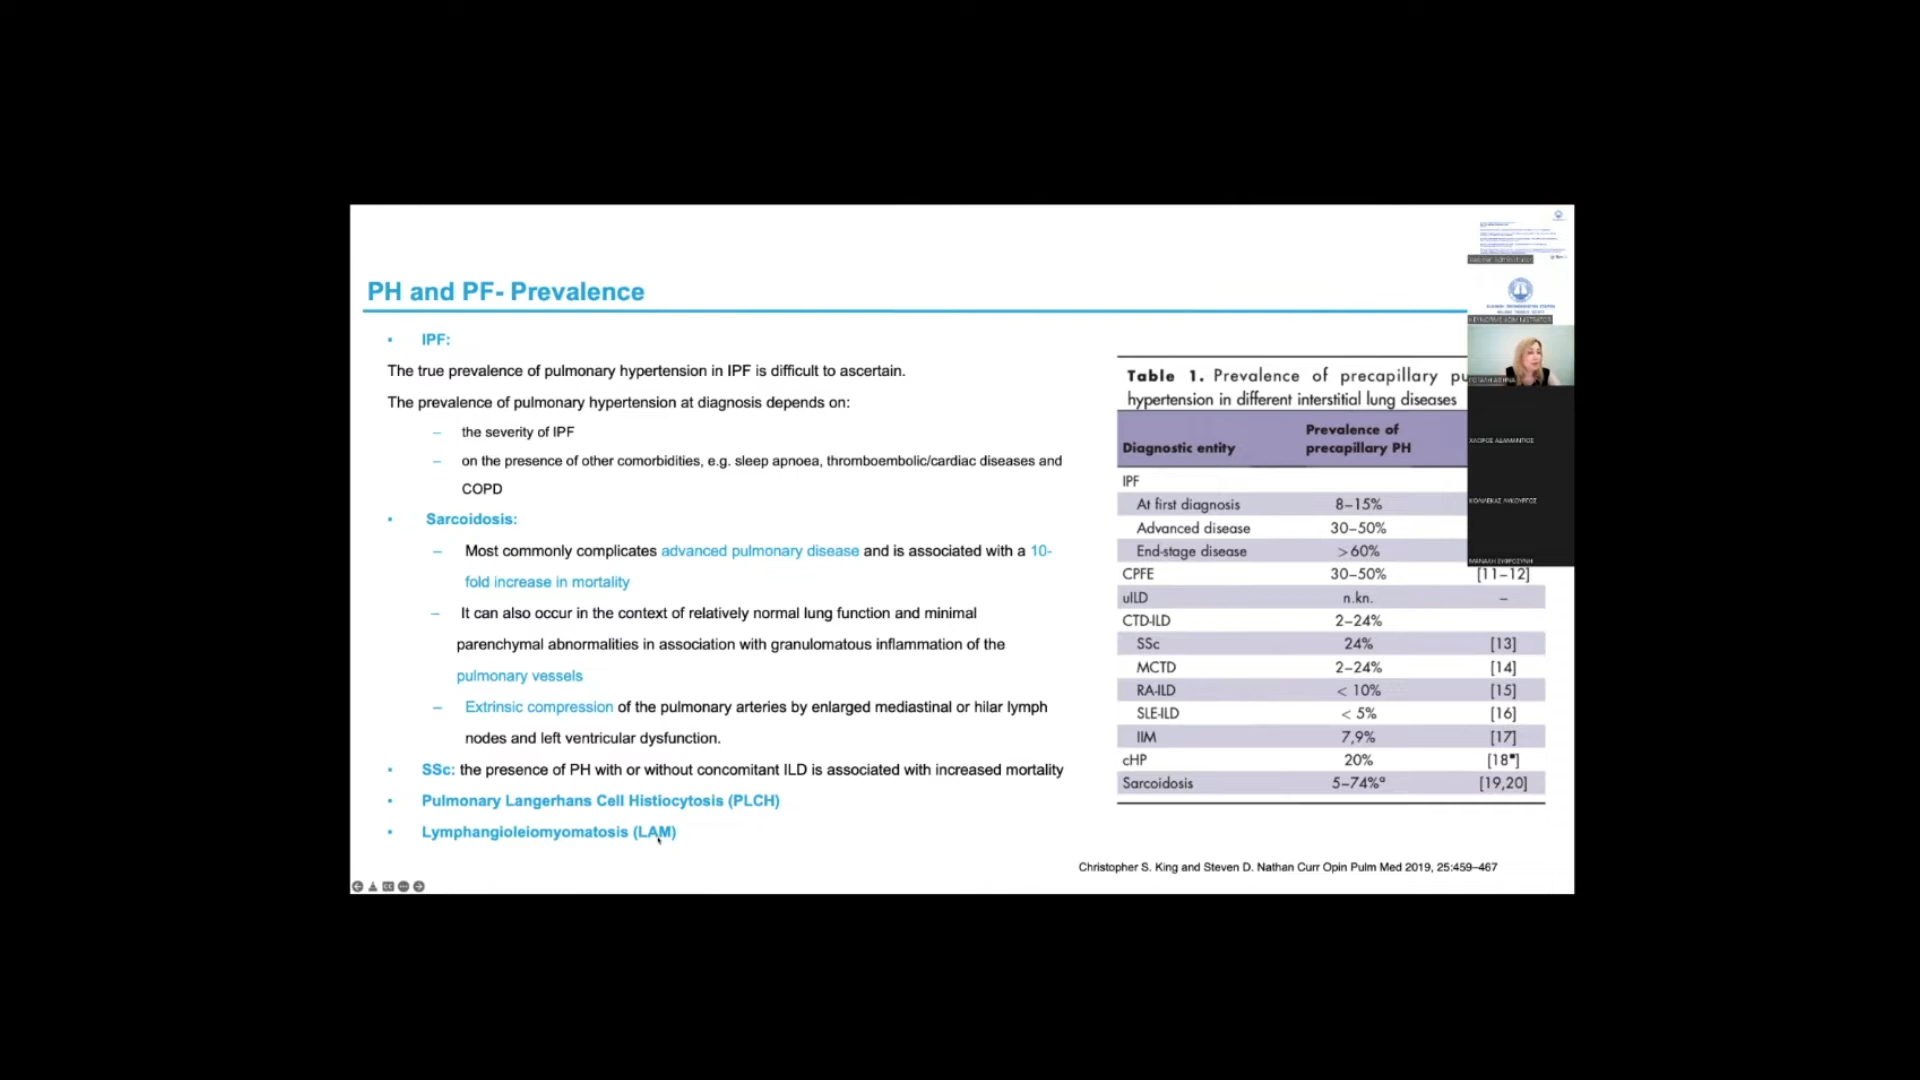 PH and PF- Prevalence
IPF:
The true prevalence of pulmonary hypertension in IPF is difficult to ascertain.
The prevalence of pulmonary hypertension at diagnosis depends on:
– the severity of IPF
– on the presence of other comorbidities, e.g. sleep apnoea, thromboembolic/cardiac diseases and
COPD
Sarcoidosis:
– Most commonly complicates advanced pulmonary disease and is associated with a 10-
fold increase in mortality
– It can also occur in the context of relatively normal lung function and minimal
parenchymal abnormalities in association with granulomatous inflammation of the
pulmonary vessels
– Extrinsic compression of the pulmonary arteries by enlarged mediastinal or hilar lymph
nodes and left ventricular dysfunction.
SSc: the presence of PH with or without concomitant ILD is associated with increased mortality
Pulmonary Langerhans Cell Histiocytosis (PLCH)
Lymphangioleiomyomatosis (LAM)
Table 1. Prevalence of precapillary pu
hypertension in different interstitial lung diseases
Diagnostic entity Prevalence of precapillary PH
IPF
At first diagnosis 8–15%
Advanced disease 30–50%
End-stage disease >60%
CPFE 30–50% [11–12]
uILD n.kn. –
CTD-ILD 2–24%
SSc 24% [13]
MCTD 2–24% [14]
RA-ILD < 10% [15]
SLE-ILD < 5% [16]
IIM 7,9% [17]
cHP 20% [18▪]
Sarcoidosis 5–74%ᵃ [19,20]
Christopher S. King and Steven D. Nathan Curr Opin Pulm Med 2019, 25:459–467